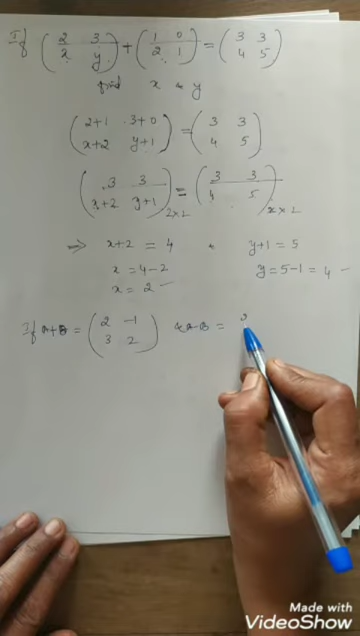 If (2 3 / x y) + (1 0 / 2 1) = (3 3 / 4 5)
find x & y
(2+1 3+0 / x+2 y+1) = (3 3 / 4 5)
(3 3 / x+2 y+1)2×2 = (3 3 / 4 5)2×2
⇒ x+2 = 4 & y+1 = 5
x = 4-2 y = 5-1 = 4
x = 2
If A+B = (2 -1 / 3 2) & A-B =
Made with
VideoShow